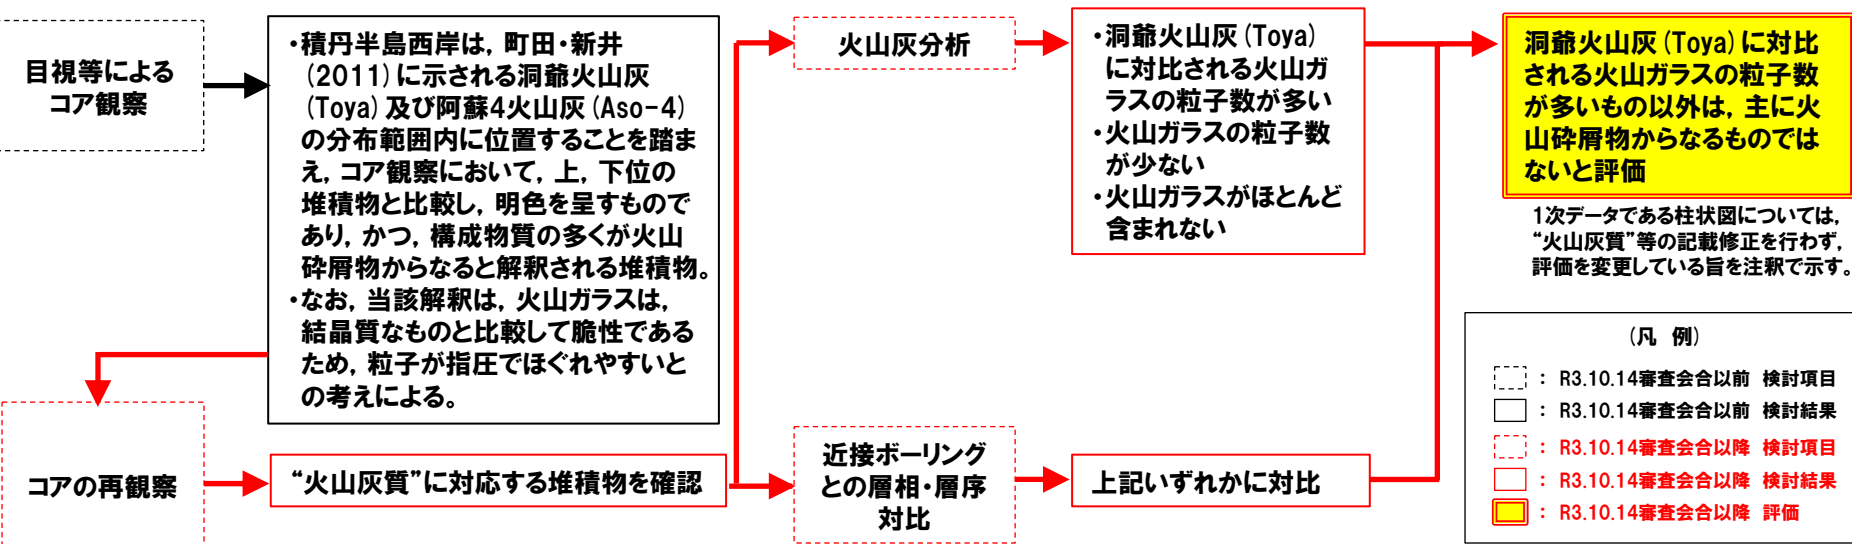 目視等による
コア観察
・積丹半島西岸は，町田・新井
(2011)に示される洞爺火山灰
(Toya)及び阿蘇4火山灰(Aso-4)
の分布範囲内に位置することを踏ま
え，コア観察において，上，下位の
堆積物と比較し，明色を呈すもので
あり，かつ，構成物質の多くが火山
砕屑物からなると解釈される堆積物。
・なお，当該解釈は，火山ガラスは，
結晶質なものと比較して脆性である
ため，粒子が指圧でほぐれやすいと
の考えによる。
コアの再観察
“火山灰質”に対応する堆積物を確認
火山灰分析
・洞爺火山灰(Toya)
に対比される火山ガ
ラスの粒子数が多い
・火山ガラスの粒子数
が少ない
・火山ガラスがほとんど
含まれない
近接ボーリング
との層相・層序
対比
上記いずれかに対比
洞爺火山灰(Toya)に対比
される火山ガラスの粒子数
が多いもの以外は，主に火
山砕屑物からなるものでは
ないと評価
1次データである柱状図については，
“火山灰質”等の記載修正を行わず，
評価を変更している旨を注釈で示す。
(凡 例)
： R3.10.14審査会合以前 検討項目
： R3.10.14審査会合以前 検討結果
： R3.10.14審査会合以降 検討項目
： R3.10.14審査会合以降 検討結果
： R3.10.14審査会合以降 評価